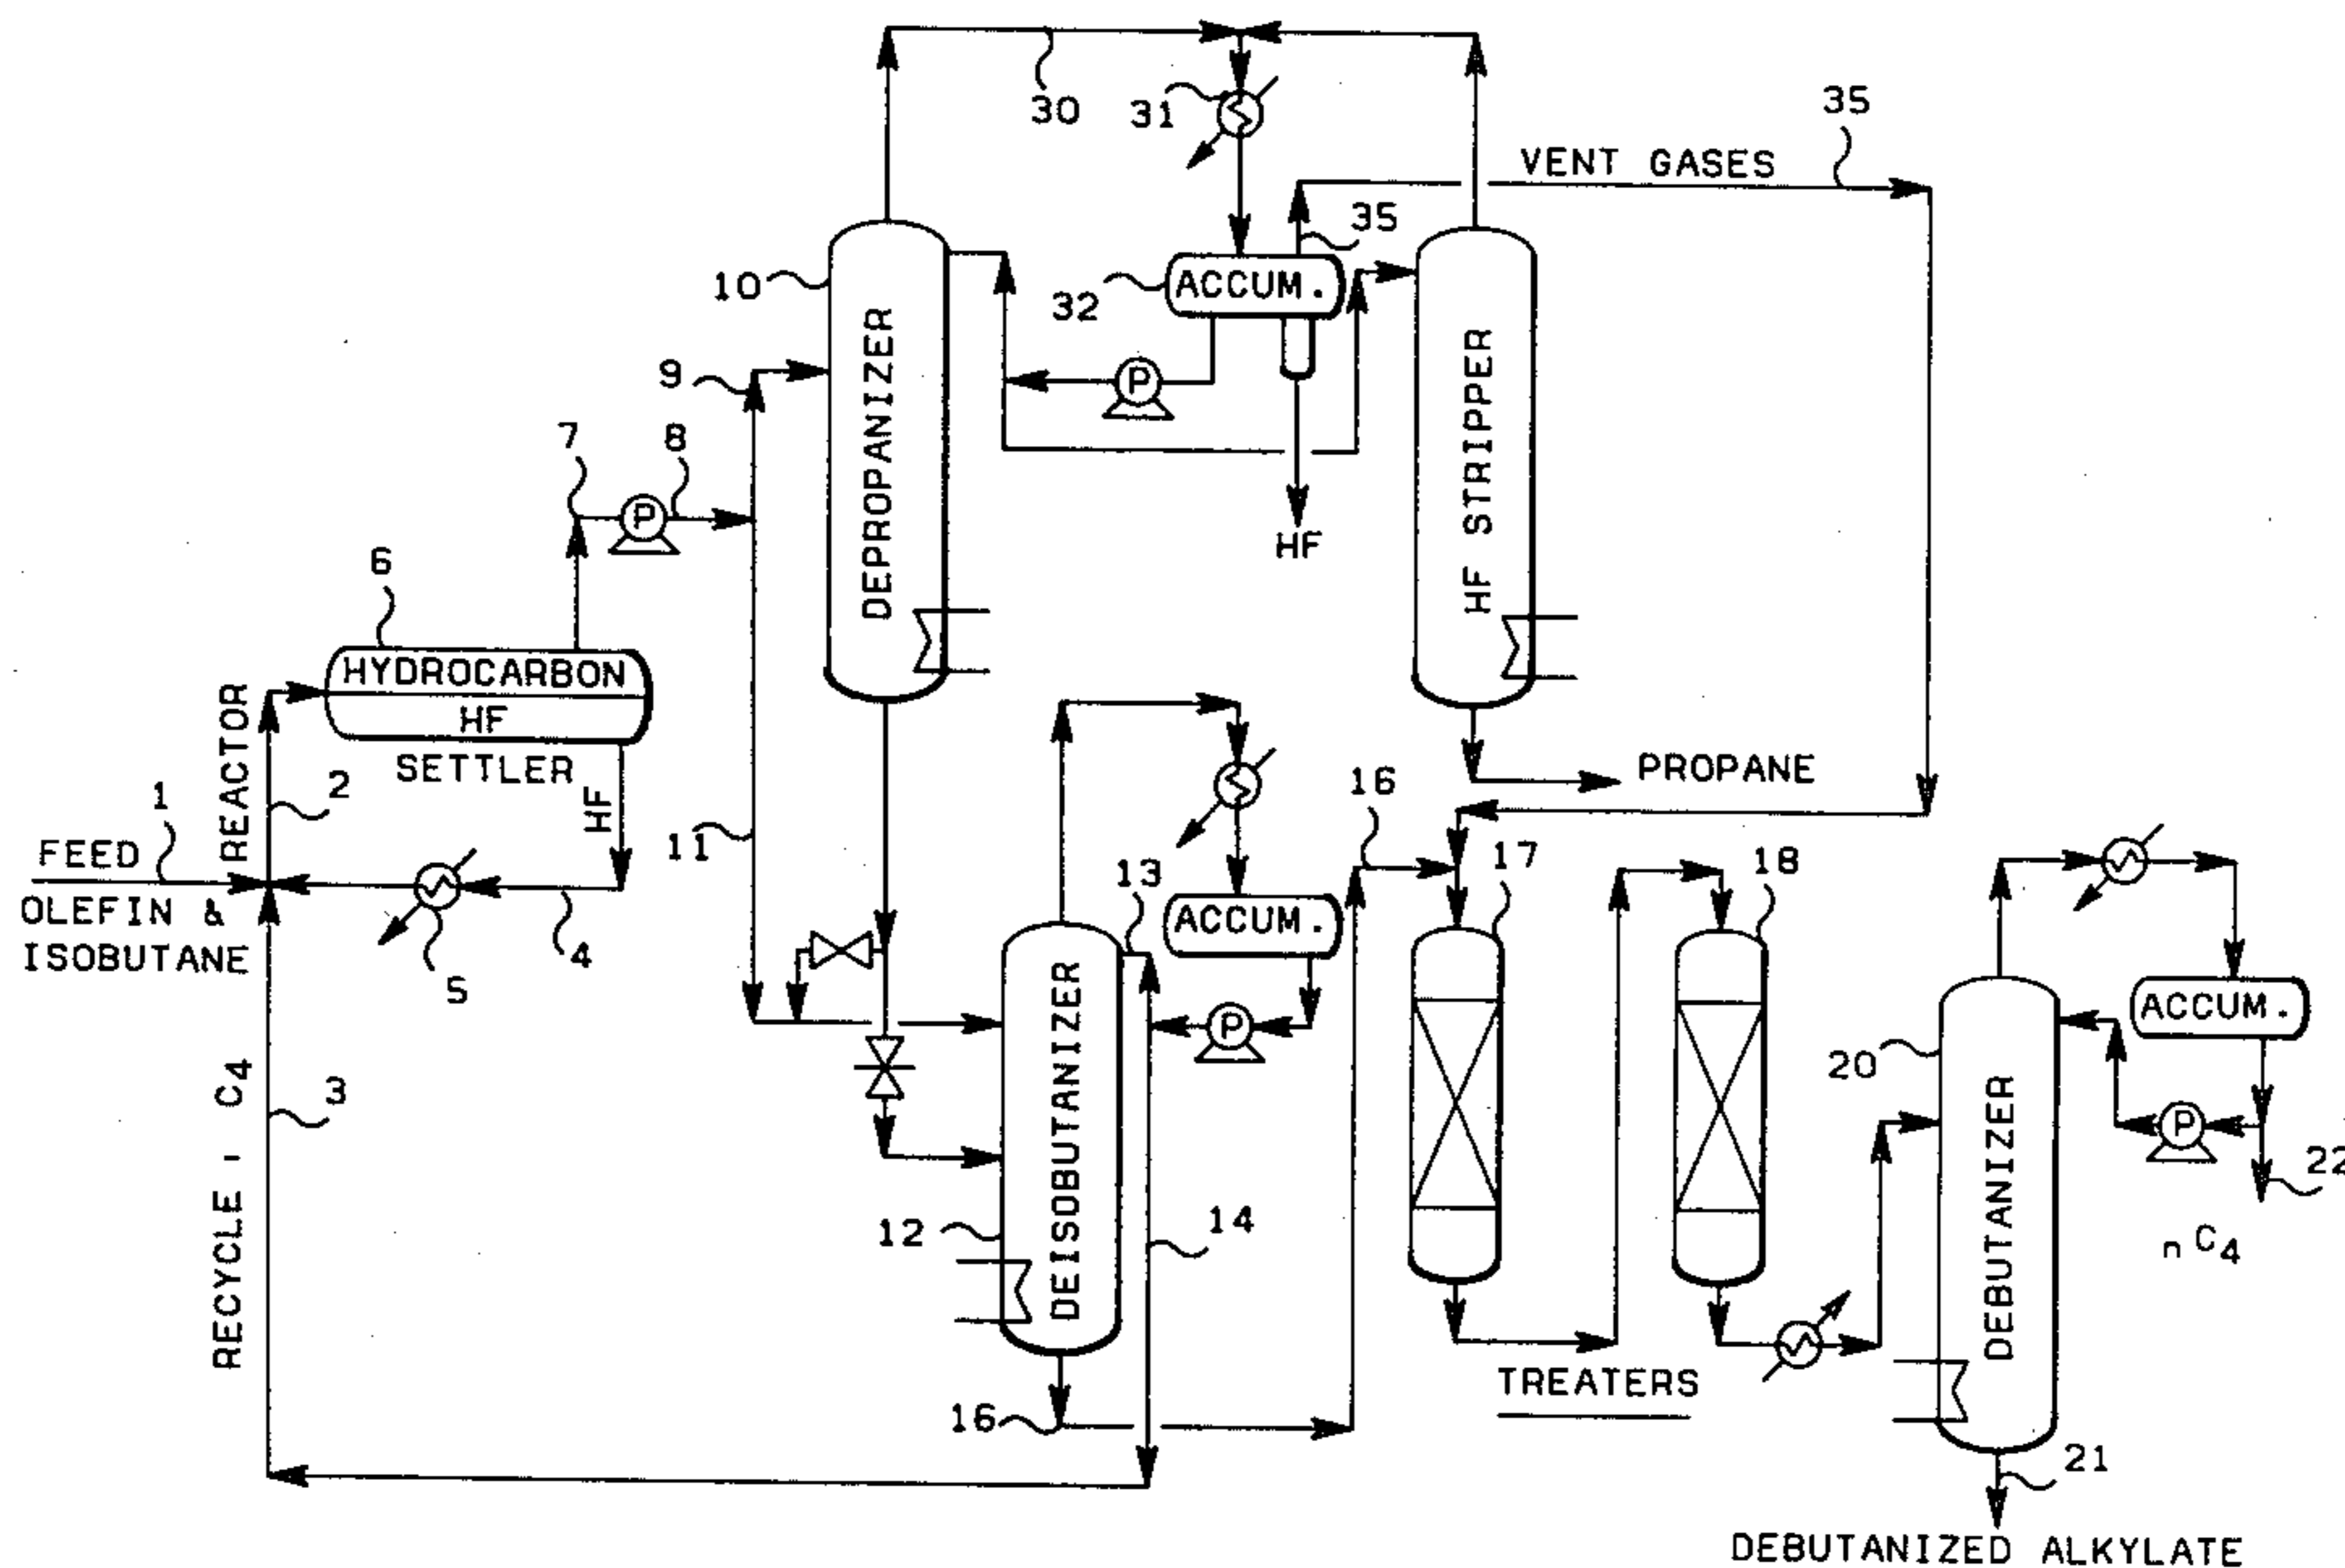 30
31
35
VENT GASES
35
10
DEPROPANIZER
32
ACCUM.
HF STRIPPER
9
P
7
8
P
HF
6
HYDROCARBON
HF
SETTLER
REACTOR
2
HF
PROPANE
1
FEED
OLEFIN &
ISOBUTANE
5
4
11
16
13
ACCUM.
17
18
P
DEISOBUTANIZER
ACCUM.
20
DEBUTANIZER
P
22
n C4
RECYCLE i C4
3
12
14
TREATERS
16
21
DEBUTANIZED ALKYLATE